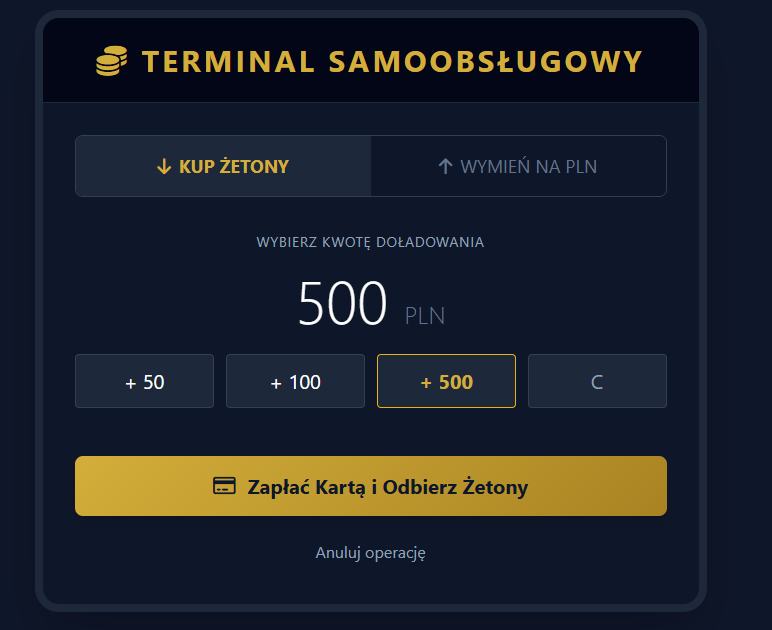 TERMINAL SAMOOBSŁUGOWY
KUP ŻETONY
WYMIEŃ NA PLN
WYBIERZ KWOTĘ DOŁADOWANIA
500 PLN
+ 50
+ 100
+ 500
C
Zapłać Kartą i Odbierz Żetony
Anuluj operację